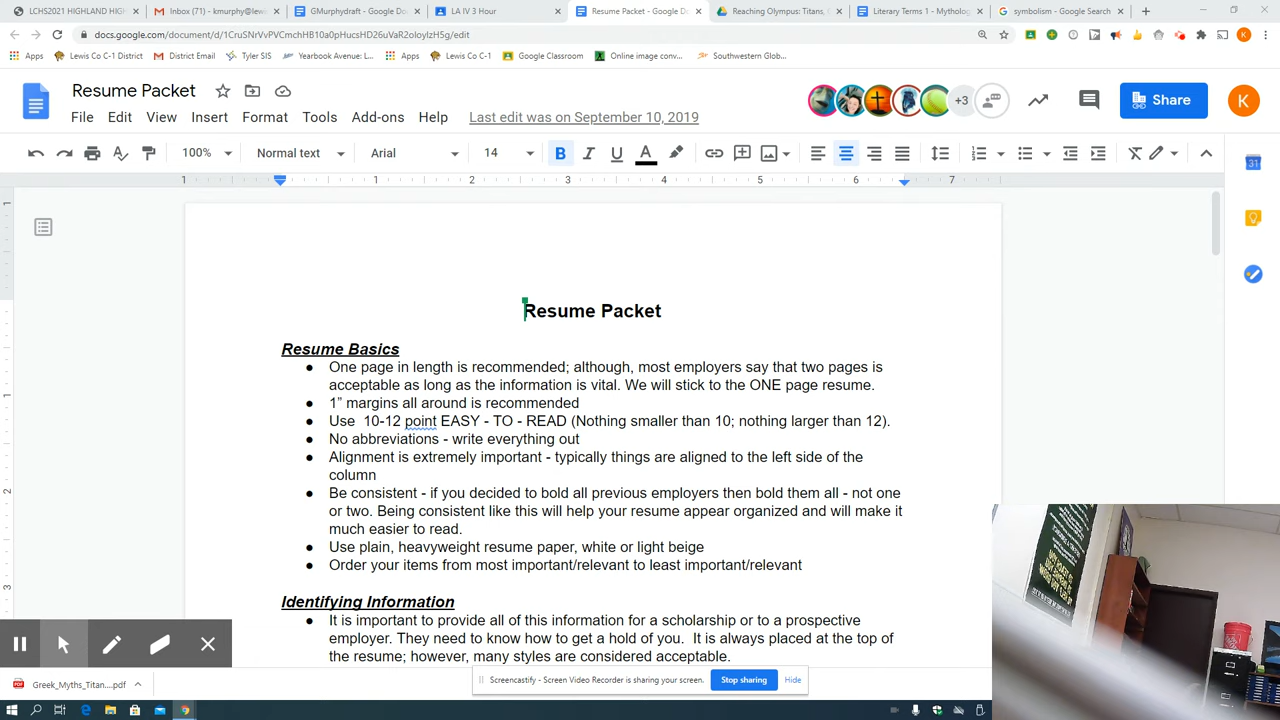 LCHS2021 HIGHLAND HIG
Inbox (71) - kmurphy@lew
GMurphydraft - Google Do
LA IV 3 Hour
Resume Packet - Google D
Reaching Olympus: Titans,
Literary Terms 1 - Mytholog
symbolism - Google Search
docs.google.com/document/d/1CruSNrVvPVCmchHB10a0pHucsHD26uVaR2oloylzH5g/edit
Apps
Lewis Co C-1 District
District Email
Tyler SIS
Yearbook Avenue: L...
Apps
Lewis Co C-1
Google Classroom
Online image conv...
Southwestern Glob...
Resume Packet
+3
Share
K
File Edit View Insert Format Tools Add-ons Help
Last edit was on September 10, 2019
100%
Normal text
Arial
14
B I U A
1 1 2 3 4 5 6 7
Resume Packet
Resume Basics
● One page in length is recommended; although, most employers say that two pages is
acceptable as long as the information is vital. We will stick to the ONE page resume.
● 1” margins all around is recommended
● Use 10-12 point EASY - TO - READ (Nothing smaller than 10; nothing larger than 12).
● No abbreviations - write everything out
● Alignment is extremely important - typically things are aligned to the left side of the
column
● Be consistent - if you decided to bold all previous employers then bold them all - not one
or two. Being consistent like this will help your resume appear organized and will make it
much easier to read.
● Use plain, heavyweight resume paper, white or light beige
● Order your items from most important/relevant to least important/relevant
Identifying Information
● It is important to provide all of this information for a scholarship or to a prospective
employer. They need to know how to get a hold of you. It is always placed at the top of
the resume; however, many styles are considered acceptable.
Screencastify - Screen Video Recorder is sharing your screen.
Stop sharing
Hide
Greek_Myths_Titan....pdf